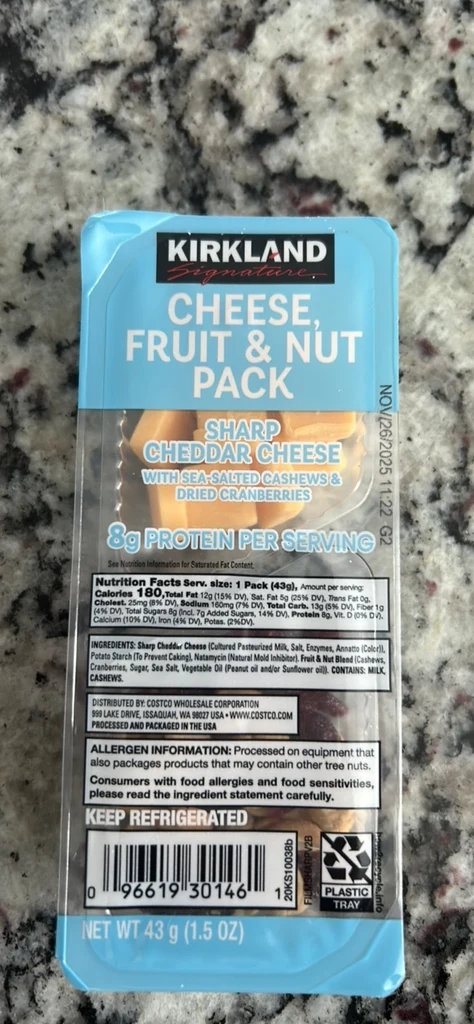 KIRKLAND
Signature
CHEESE,
FRUIT & NUT
PACK
NOV/26/2025 11:22 G2
SHARP
CHEDDAR CHEESE
WITH SEA-SALTED CASHEWS &
DRIED CRANBERRIES
8g PROTEIN PER SERVING
See Nutrition Information for Saturated Fat Content.
Nutrition Facts Serv. size: 1 Pack (43g), Amount per serving:
Calories 180, Total Fat 12g (15% DV), Sat. Fat 5g (25% DV), Trans Fat 0g,
Cholest. 25mg (8% DV), Sodium 160mg (7% DV), Total Carb. 13g (5% DV), Fiber 1g
(4% DV), Total Sugars 8g (Incl. 7g Added Sugars, 14% DV), Protein 8g, Vit. D (0% DV),
Calcium (10% DV), Iron (4% DV), Potas. (2%DV).
INGREDIENTS: Sharp Cheddar Cheese (Cultured Pasteurized Milk, Salt, Enzymes, Annatto (Color)),
Potato Starch (To Prevent Caking), Natamycin (Natural Mold Inhibitor). Fruit & Nut Blend (Cashews,
Cranberries, Sugar, Sea Salt, Vegetable Oil (Peanut oil and/or Sunflower oil)). CONTAINS: MILK,
CASHEWS.
DISTRIBUTED BY: COSTCO WHOLESALE CORPORATION
999 LAKE DRIVE, ISSAQUAH, WA 98027 USA • WWW.COSTCO.COM
PROCESSED AND PACKAGED IN THE USA
ALLERGEN INFORMATION: Processed on equipment that
also packages products that may contain other tree nuts.
Consumers with food allergies and food sensitivities,
please read the ingredient statement carefully.
KEEP REFRIGERATED
0 96619 30146 1
20KS10038b
PLASTIC
TRAY
NET WT 43 g (1.5 OZ)